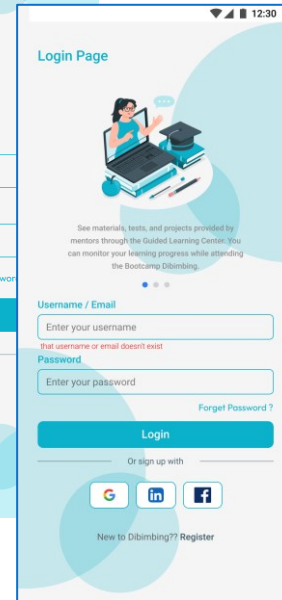 12:30
Login Page
See materials, tests, and projects provided by
mentors through the Guided Learning Center. You
can monitor your learning progress while attending
the Bootcamp Dibimbing.
Username / Email
Enter your username
that username or email doesn't exist
Password
Enter your password
Forget Password ?
Login
Or sign up with
G
in
f
New to Dibimbing?? Register